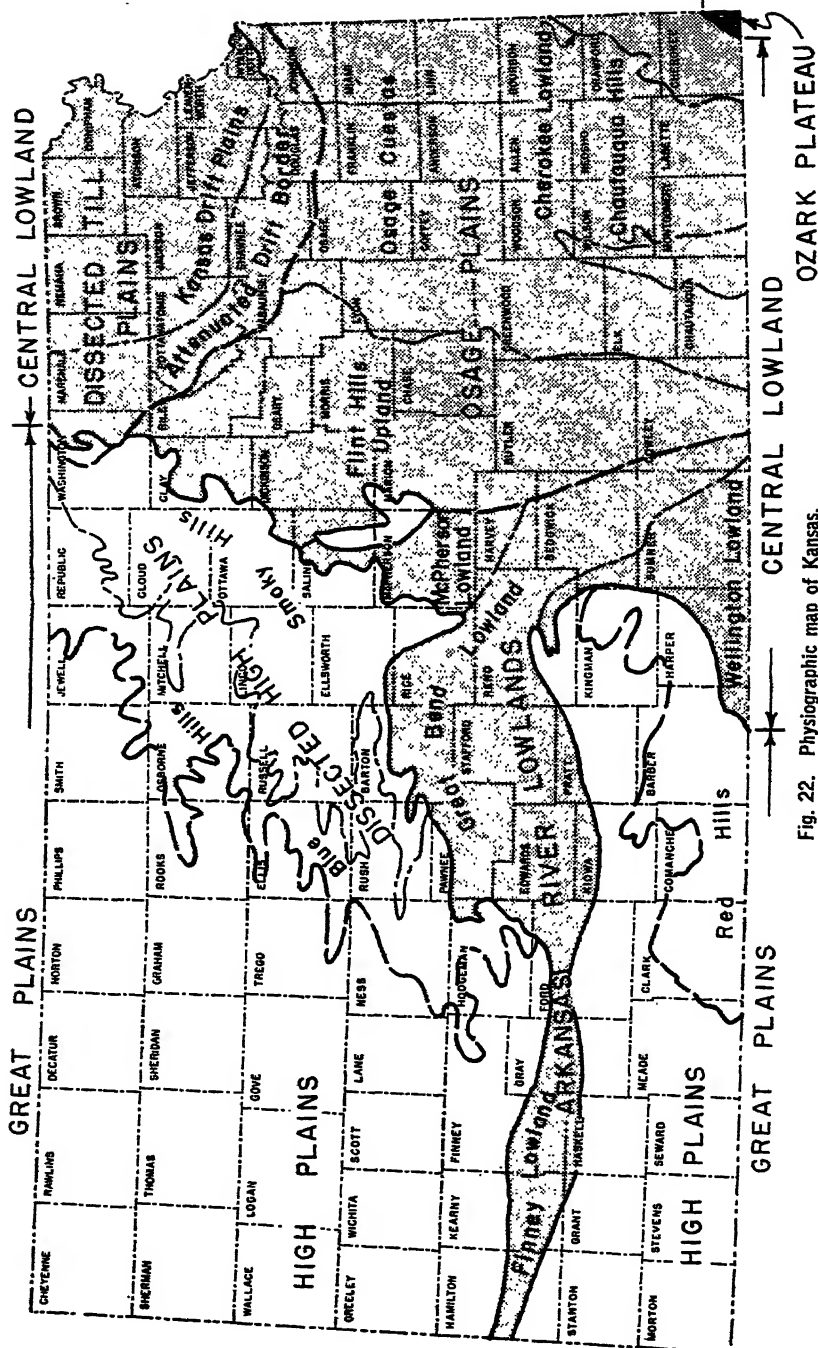 GREAT PLAINS
CENTRAL LOWLAND
CHEYENNE
RAWLINS
DECATUR
NORTON
PHILLIPS
SMITH
JEWELL
REPUBLIC
WASHINGTON
MARSHALL
NEMAHA
BROWN
DONIPHAN
SHERMAN
THOMAS
SHERIDAN
GRAHAM
ROOKS
OSBORNE
MITCHELL
CLOUD
CLAY
RILEY
POTTAWATOMIE
JACKSON
ATCHISON
JEFFERSON
LEAVENWORTH
DISSECTED TILL
PLAINS
Kansas Drift Plains
Attenuated Drift Border
WALLACE
LOGAN
GOVE
TREGO
ELLIS
RUSSELL
LINCOLN
OTTAWA
SALINE
DICKINSON
GEARY
WABAUNSEE
SHAWNEE
DOUGLAS
JOHNSON
Blue Hills
DISSECTED HIGH PLAINS
Smoky Hills
HIGH PLAINS
GREELEY
WICHITA
SCOTT
LANE
NESS
RUSH
BARTON
ELLSWORTH
MORRIS
LYON
OSAGE
FRANKLIN
MIAMI
Flint Hills
Upland
Osage Cuestas
HAMILTON
KEARNY
FINNEY
HODGEMAN
PAWNEE
RICE
McPHERSON
MARION
CHASE
COFFEY
ANDERSON
LINN
McPherson
Lowland
Great Bend Lowland
STAFFORD
RENO
HARVEY
OSAGE PLAINS
Finney Lowland
ARKANSAS RIVER LOWLANDS
GRAY
FORD
EDWARDS
KIOWA
PRATT
KINGMAN
SEDGWICK
BUTLER
GREENWOOD
WOODSON
ALLEN
BOURBON
Cherokee Lowland
STANTON
GRANT
HASKELL
WILSON
NEOSHO
CRAWFORD
ELK
Chautauqua Hills
MORTON
STEVENS
SEWARD
MEADE
CLARK
COMANCHE
BARBER
HARPER
SUMNER
COWLEY
CHAUTAUQUA
MONTGOMERY
LABETTE
CHEROKEE
HIGH PLAINS
Red Hills
Wellington Lowland
GREAT PLAINS
CENTRAL LOWLAND
OZARK PLATEAU
Fig. 22. Physiographic map of Kansas.